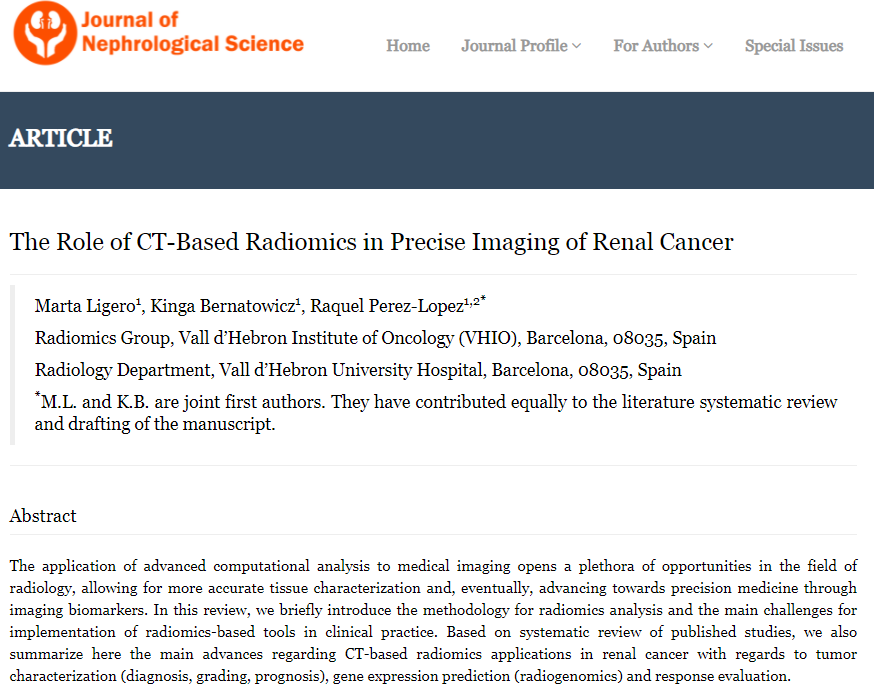 Journal of
Nephrological Science
Home Journal Profile For Authors Special Issues
ARTICLE
The Role of CT-Based Radiomics in Precise Imaging of Renal Cancer
Marta Ligero¹, Kinga Bernatowicz¹, Raquel Perez-Lopez¹,²*
Radiomics Group, Vall d’Hebron Institute of Oncology (VHIO), Barcelona, 08035, Spain
Radiology Department, Vall d’Hebron University Hospital, Barcelona, 08035, Spain
*M.L. and K.B. are joint first authors. They have contributed equally to the literature systematic review
and drafting of the manuscript.
Abstract
The application of advanced computational analysis to medical imaging opens a plethora of opportunities in the field of
radiology, allowing for more accurate tissue characterization and, eventually, advancing towards precision medicine through
imaging biomarkers. In this review, we briefly introduce the methodology for radiomics analysis and the main challenges for
implementation of radiomics-based tools in clinical practice. Based on systematic review of published studies, we also
summarize here the main advances regarding CT-based radiomics applications in renal cancer with regards to tumor
characterization (diagnosis, grading, prognosis), gene expression prediction (radiogenomics) and response evaluation.